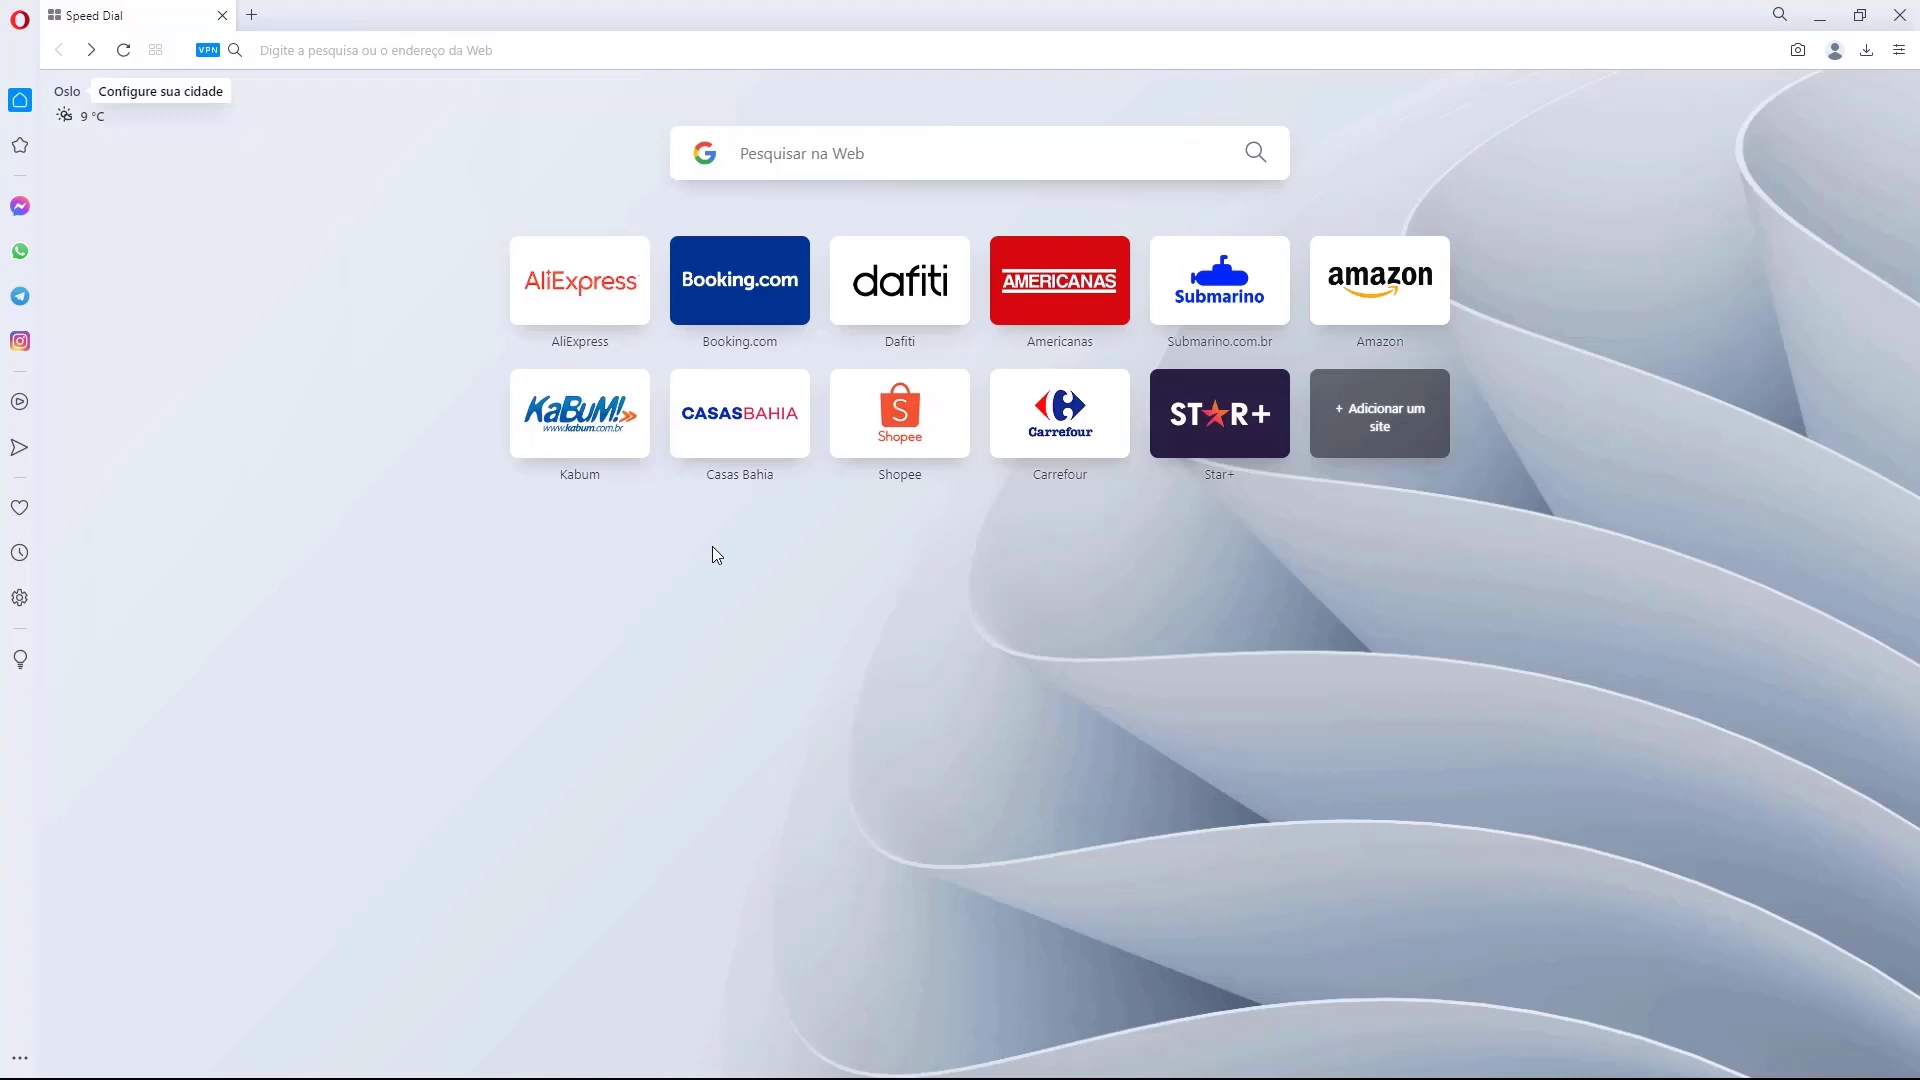 Speed Dial
VPN
Digite a pesquisa ou o endereço da Web
Oslo
Configure sua cidade
9 °C
Pesquisar na Web
AliExpress
Booking.com
dafiti
AMERICANAS
Submarino
amazon
AliExpress
Booking.com
Dafiti
Americanas
Submarino.com.br
Amazon
KaBuM!
www.kabum.com.br
CASASBAHIA
S
Shopee
Carrefour
STAR+
+ Adicionar um
site
Kabum
Casas Bahia
Shopee
Carrefour
Star+